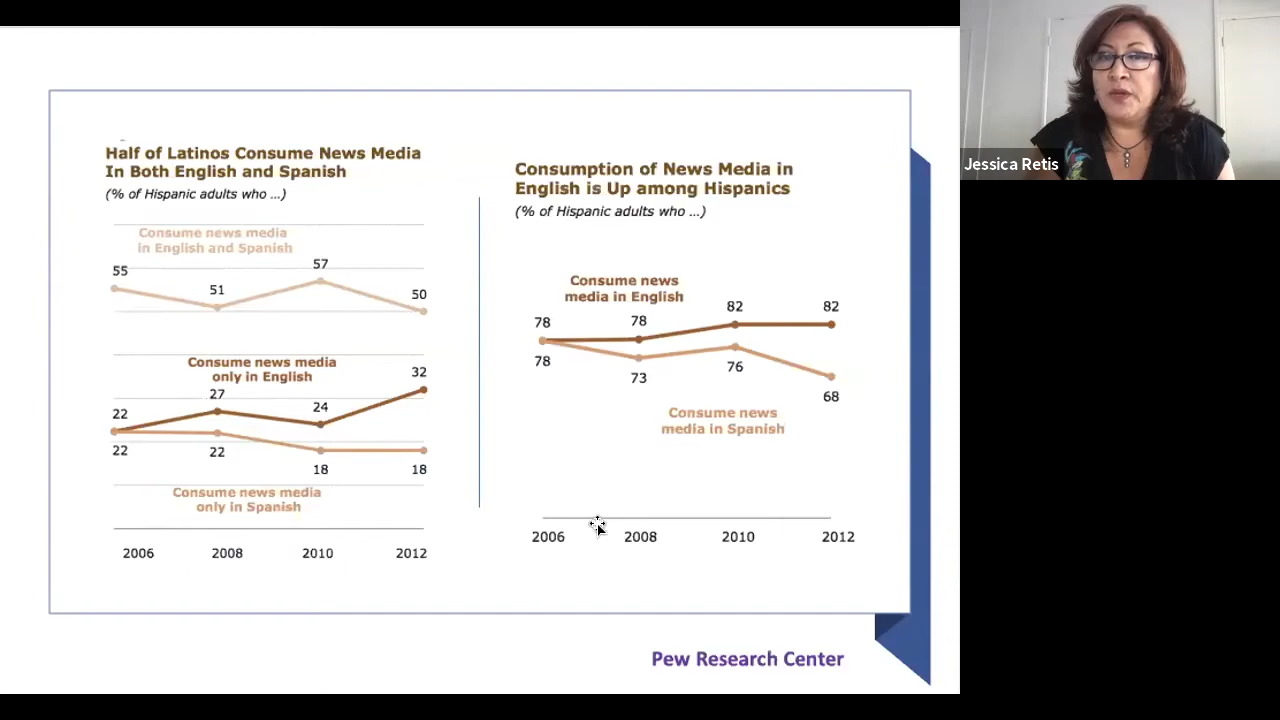 Half of Latinos Consume News Media
In Both English and Spanish
(% of Hispanic adults who ...)
Consume news media
in English and Spanish
55
51
57
50
Consume news media
only in English
22
27
24
32
22
22
18
18
Consume news media
only in Spanish
2006
2008
2010
2012
Consumption of News Media in
English is Up among Hispanics
(% of Hispanic adults who ...)
Consume news
media in English
78
78
82
82
78
73
76
68
Consume news
media in Spanish
2006
2008
2010
2012
Pew Research Center
Jessica Retis